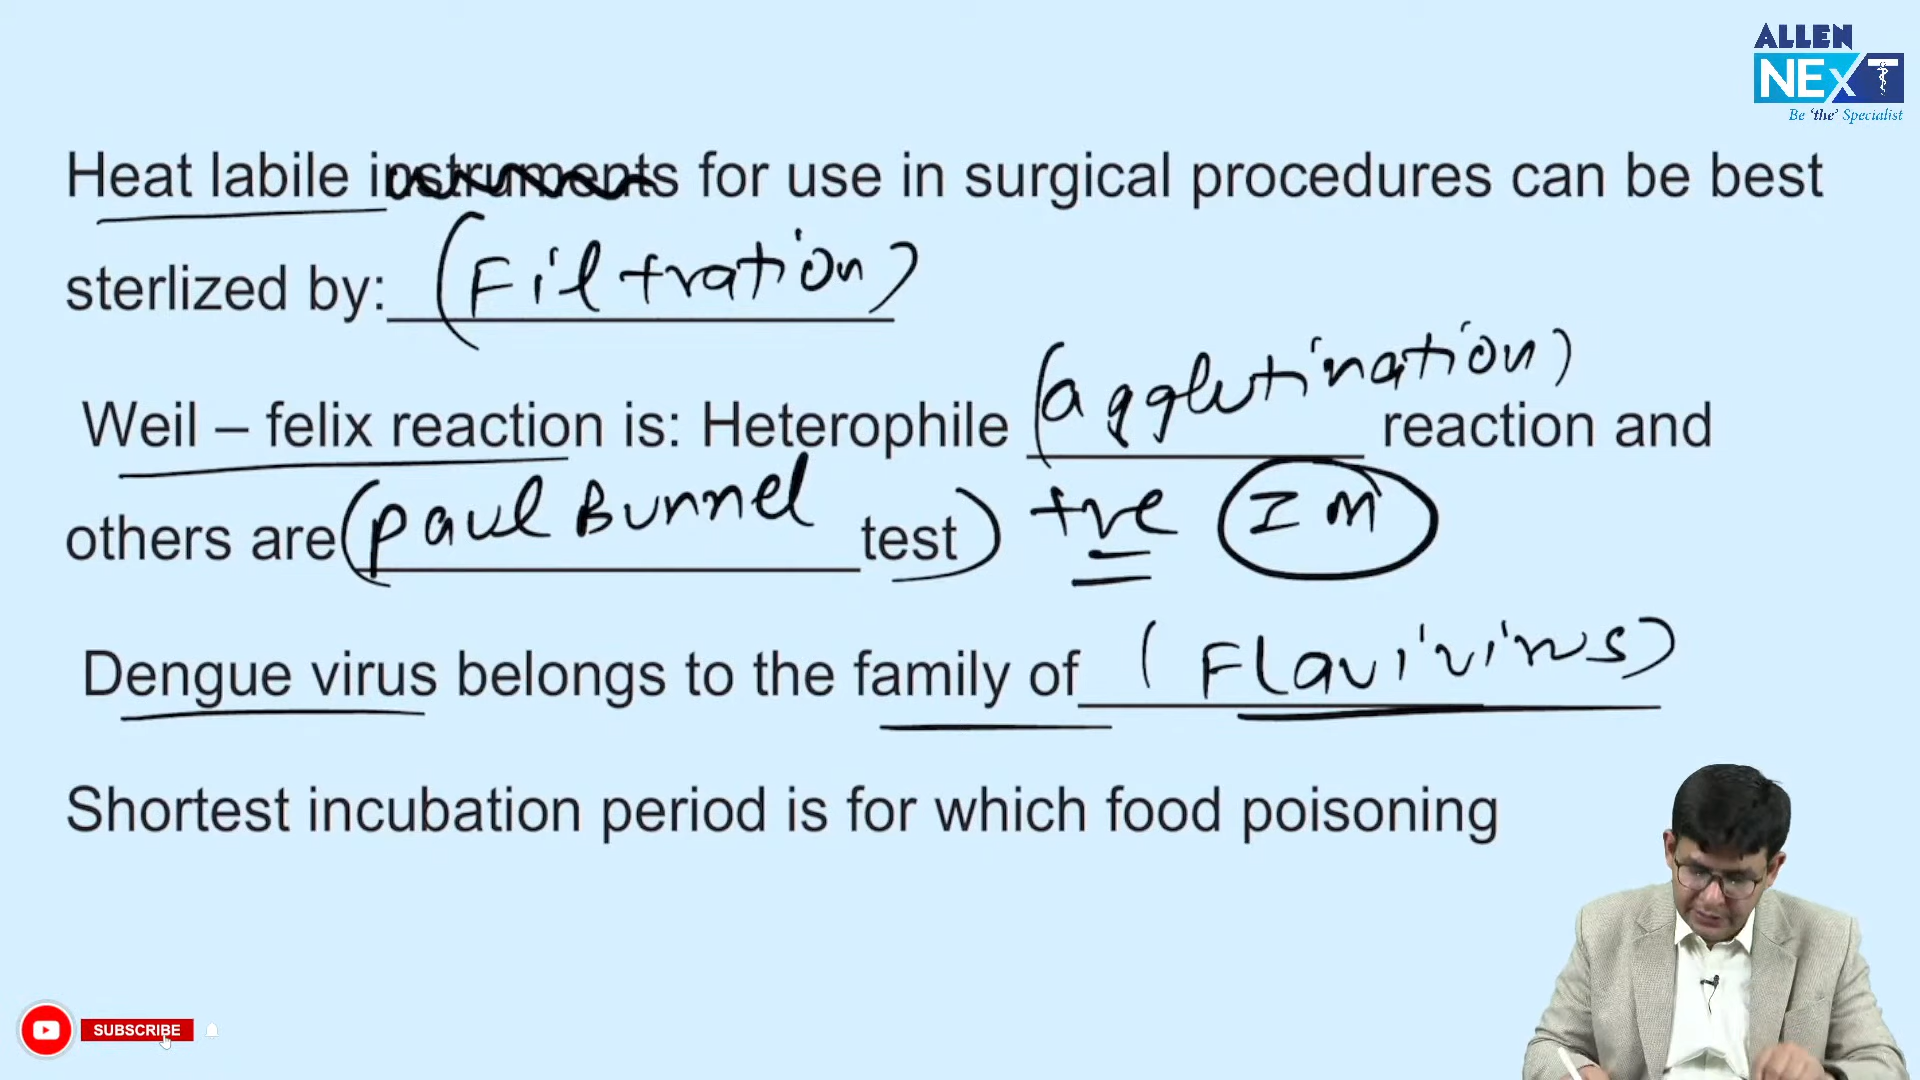 ALLEN
NEXT
Be 'the' Specialist
Heat labile instruments for use in surgical procedures can be best
sterlized by: (Filtration)
Weil – felix reaction is: Heterophile (agglutination) reaction and
others are (Paul Bunnel test) +ve IM
Dengue virus belongs to the family of (Flavivirus)
Shortest incubation period is for which food poisoning
SUBSCRIBE